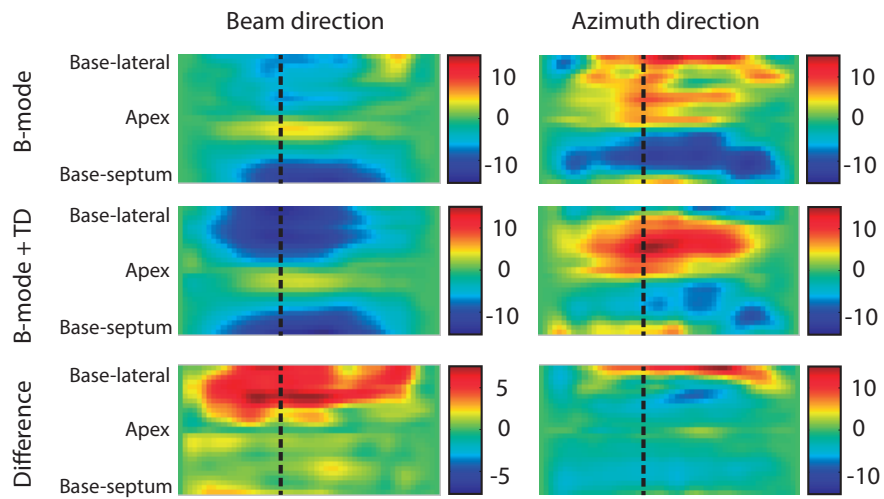 Beam direction
Azimuth direction
B-mode
Base-lateral
Apex
Base-septum
10
0
-10
10
0
-10
B-mode + TD
Base-lateral
Apex
Base-septum
10
0
-10
10
0
-10
Difference
Base-lateral
Apex
Base-septum
5
0
-5
10
0
-10